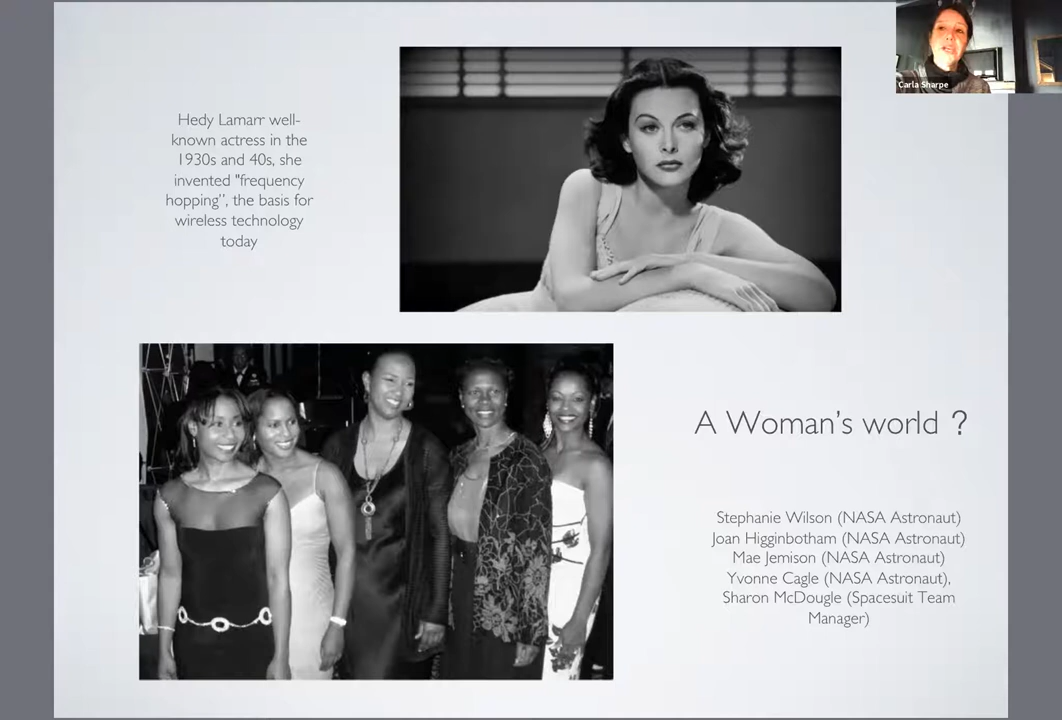 Carla Sharpe
Hedy Lamarr well-
known actress in the
1930s and 40s, she
invented "frequency
hopping”, the basis for
wireless technology
today
A Woman’s world ?
Stephanie Wilson (NASA Astronaut)
Joan Higginbotham (NASA Astronaut)
Mae Jemison (NASA Astronaut)
Yvonne Cagle (NASA Astronaut),
Sharon McDougle (Spacesuit Team
Manager)